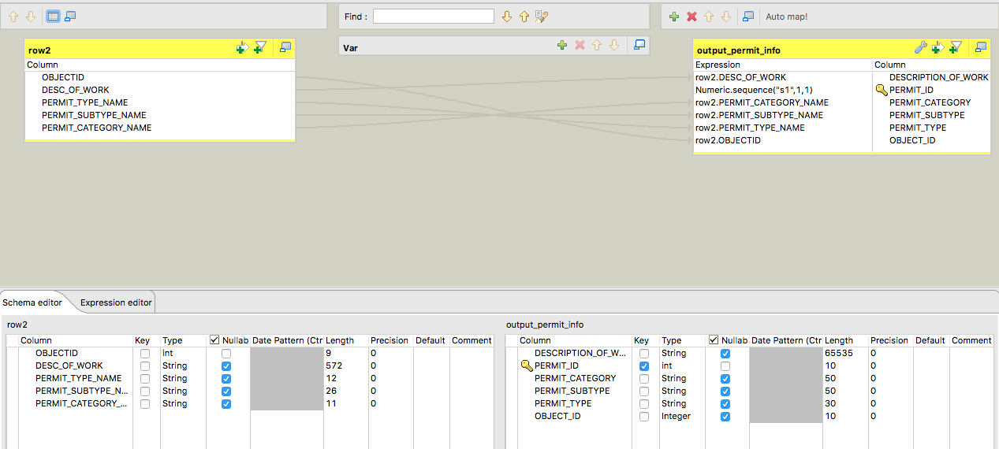 Find :
Auto map!
row2
Column
OBJECTID
DESC_OF_WORK
PERMIT_TYPE_NAME
PERMIT_SUBTYPE_NAME
PERMIT_CATEGORY_NAME
Var
output_permit_info
Expression Column
row2.DESC_OF_WORK DESCRIPTION_OF_WORK
Numeric.sequence("s1",1,1) PERMIT_ID
row2.PERMIT_CATEGORY_NAME PERMIT_CATEGORY
row2.PERMIT_SUBTYPE_NAME PERMIT_SUBTYPE
row2.PERMIT_TYPE_NAME PERMIT_TYPE
row2.OBJECTID OBJECT_ID
Schema editor Expression editor
row2
Column Key Type Nullab Date Pattern (Ctr Length Precision Default Comment
OBJECTID int 9 0
DESC_OF_WORK String 572 0
PERMIT_TYPE_NAME String 12 0
PERMIT_SUBTYPE_N... String 26 0
PERMIT_CATEGORY_... String 11 0
output_permit_info
Column Key Type Nullab Date Pattern (Ctr Length Precision Default Comment
DESCRIPTION_OF_W... String 65535 0
PERMIT_ID int 10 0
PERMIT_CATEGORY String 50 0
PERMIT_SUBTYPE String 50 0
PERMIT_TYPE String 30 0
OBJECT_ID Integer 10 0